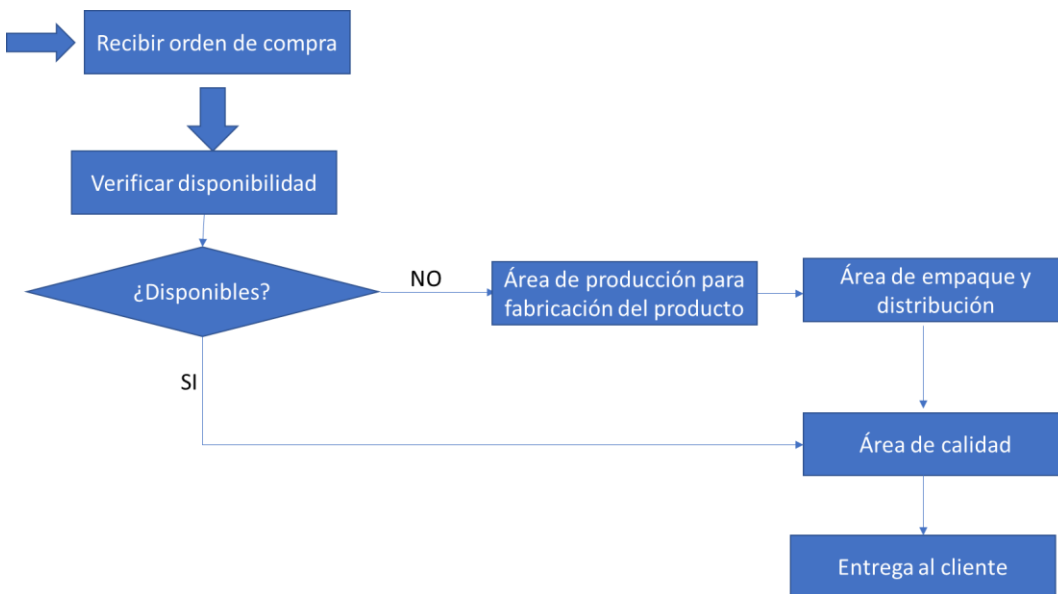 Recibir orden de compra
Verificar disponibilidad
¿Disponibles?
NO
Área de producción para
fabricación del producto
Área de empaque y
distribución
SI
Área de calidad
Entrega al cliente